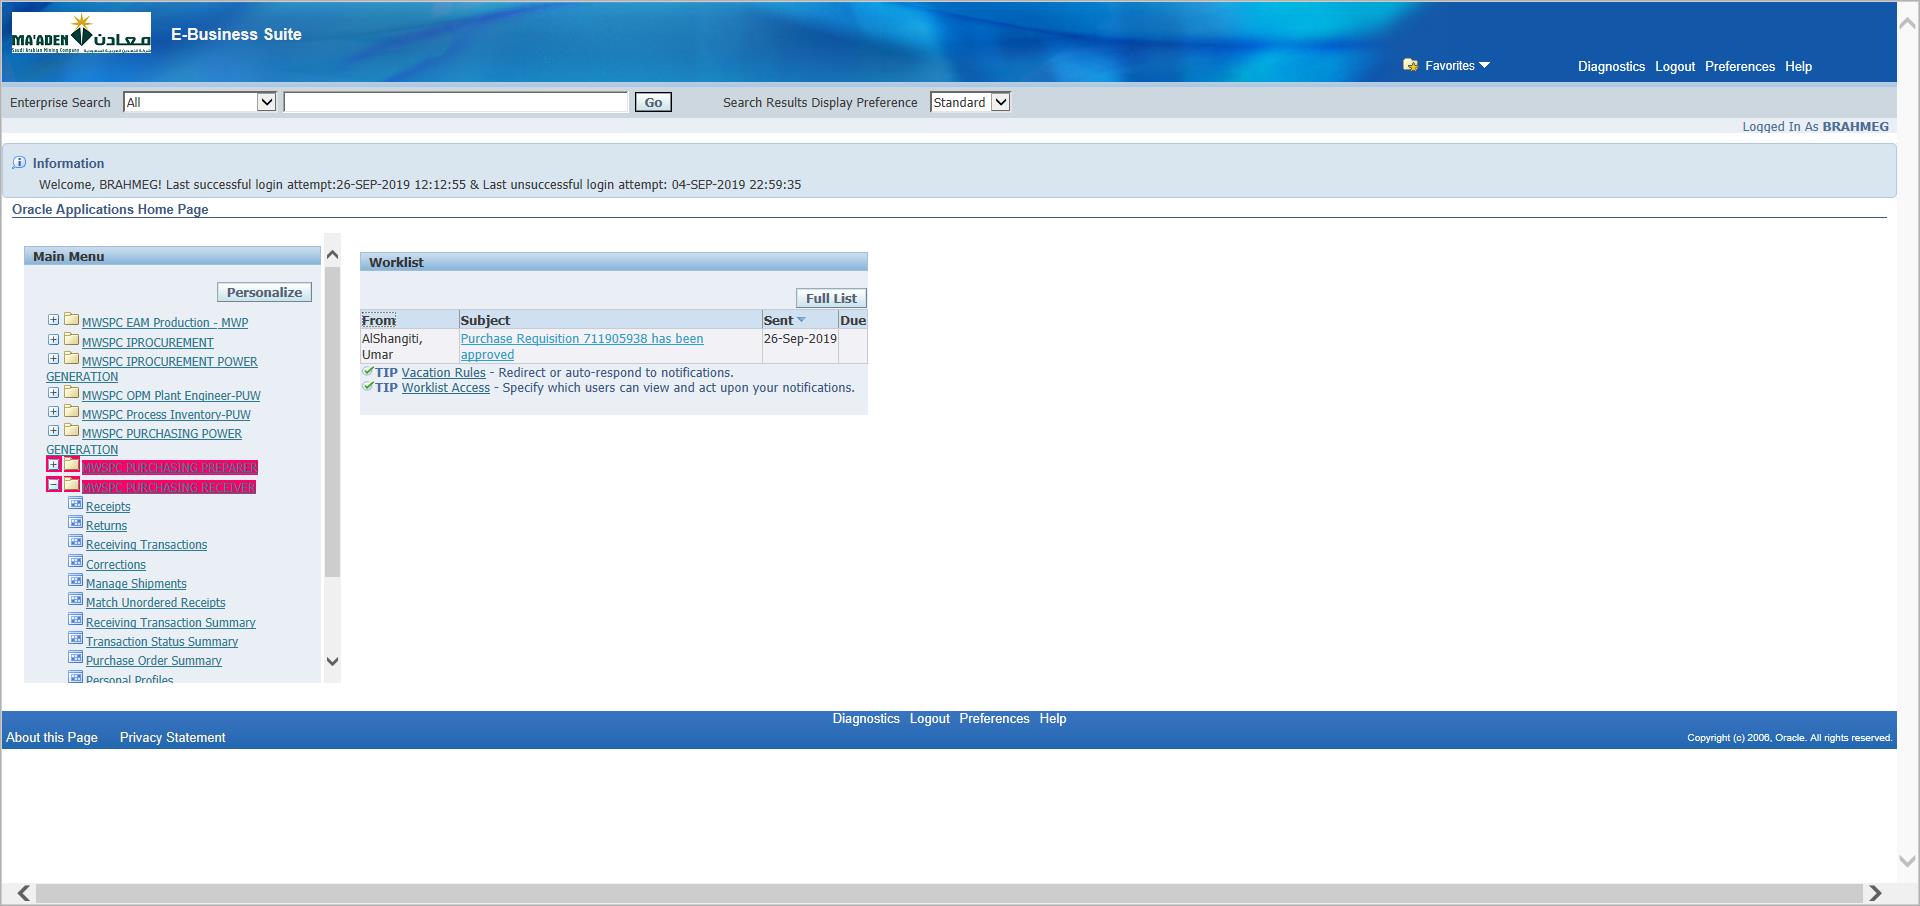 MA'ADEN معادن
Saudi Arabian Mining Company
E-Business Suite
Favorites
Diagnostics Logout Preferences Help
Enterprise Search All Go Search Results Display Preference Standard
Logged In As BRAHMEG
Information
Welcome, BRAHMEG! Last successful login attempt:26-SEP-2019 12:12:55 & Last unsuccessful login attempt: 04-SEP-2019 22:59:35
Oracle Applications Home Page
Main Menu
Personalize
MWSPC EAM Production - MWP
MWSPC IPROCUREMENT
MWSPC IPROCUREMENT POWER
GENERATION
MWSPC OPM Plant Engineer-PUW
MWSPC Process Inventory-PUW
MWSPC PURCHASING POWER
GENERATION
MWSPC PURCHASING PREPARER
MWSPC PURCHASING RECEIVER
Receipts
Returns
Receiving Transactions
Corrections
Manage Shipments
Match Unordered Receipts
Receiving Transaction Summary
Transaction Status Summary
Purchase Order Summary
Personal Profiles
Worklist
Full List
From Subject Sent Due
AlShangiti, Purchase Requisition 711905938 has been 26-Sep-2019
Umar approved
TIP Vacation Rules - Redirect or auto-respond to notifications.
TIP Worklist Access - Specify which users can view and act upon your notifications.
Diagnostics Logout Preferences Help
About this Page Privacy Statement
Copyright (c) 2006, Oracle. All rights reserved.